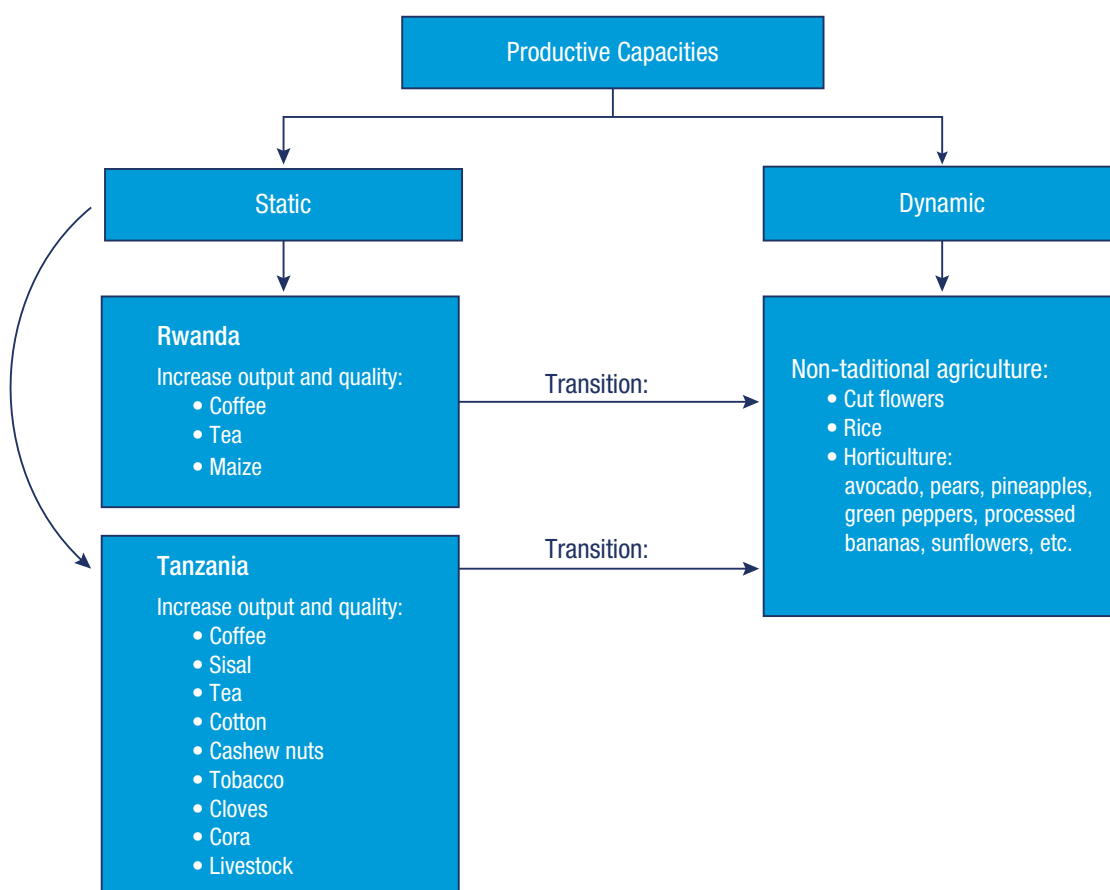 Productive Capacities
Static
Dynamic
Rwanda
Increase output and quality:
• Coffee
• Tea
• Maize
Transition:
Non-taditional agriculture:
• Cut flowers
• Rice
• Horticulture:
avocado, pears, pineapples,
green peppers, processed
bananas, sunflowers, etc.
Tanzania
Increase output and quality:
• Coffee
• Sisal
• Tea
• Cotton
• Cashew nuts
• Tobacco
• Cloves
• Cora
• Livestock
Transition: